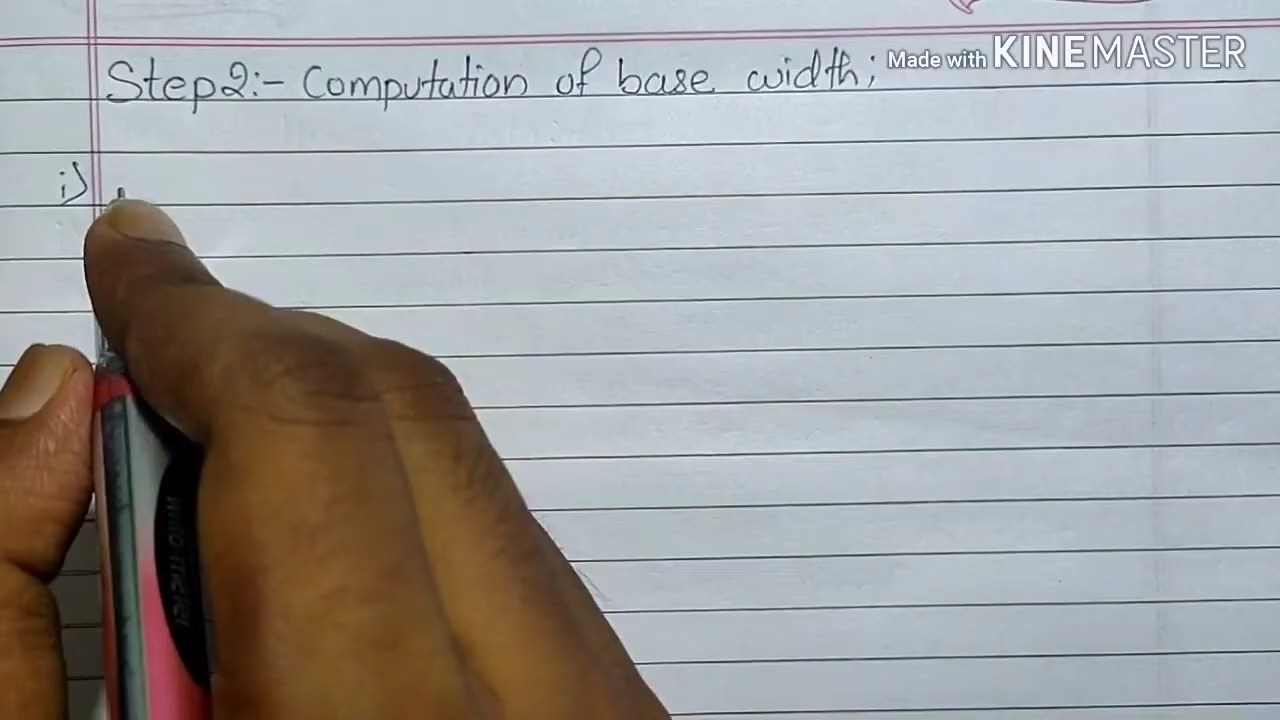 Made with KINEMASTER
Step2:- Computation of base width;
i)